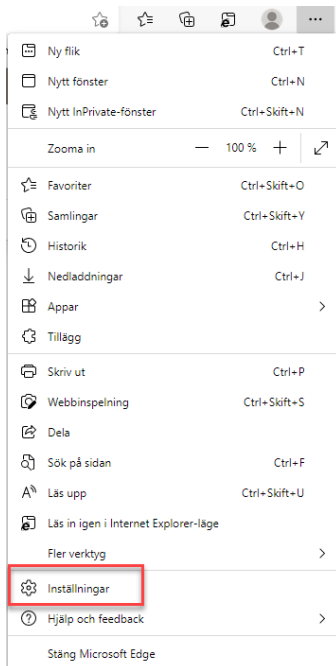 Ny flik Ctrl+T
Nytt fönster Ctrl+N
Nytt InPrivate-fönster Ctrl+Skift+N
Zooma in — 100 % +
Favoriter Ctrl+Skift+O
Samlingar Ctrl+Skift+Y
Historik Ctrl+H
Nedladdningar Ctrl+J
Appar
Tillägg
Skriv ut Ctrl+P
Webbinspelning Ctrl+Skift+S
Dela
Sök på sidan Ctrl+F
Läs upp Ctrl+Skift+U
Läs in igen i Internet Explorer-läge
Fler verktyg
Inställningar
Hjälp och feedback
Stäng Microsoft Edge